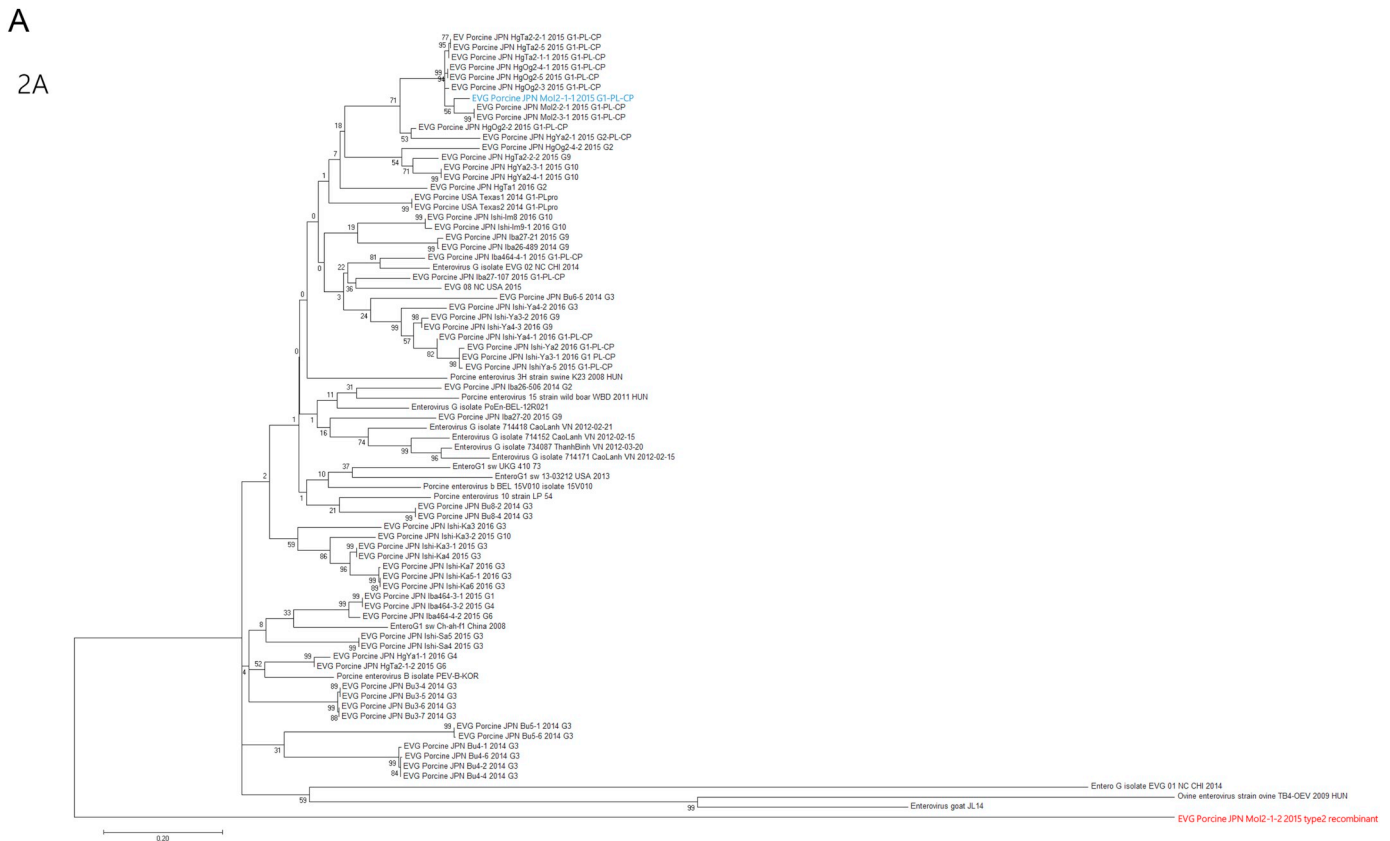 A
2A
77 EV Porcine JPN HgTa2-2-1 2015 G1-PL-CP
95 EVG Porcine JPN HgTa2-5 2015 G1-PL-CP
EVG Porcine JPN HgTa2-1-1 2015 G1-PL-CP
EVG Porcine JPN HgOg2-4-1 2015 G1-PL-CP
99 EVG Porcine JPN HgOg2-5 2015 G1-PL-CP
94 EVG Porcine JPN HgOg2-3 2015 G1-PL-CP
71 EVG Porcine JPN MoI2-1-1 2015 G1-PL-CP
56 EVG Porcine JPN MoI2-2-1 2015 G1-PL-CP
99 EVG Porcine JPN MoI2-3-1 2015 G1-PL-CP
18 EVG Porcine JPN HgOg2-2 2015 G1-PL-CP
53 EVG Porcine JPN HgYa2-1 2015 G2-PL-CP
EVG Porcine JPN HgOg2-4-2 2015 G2
7 54 EVG Porcine JPN HgTa2-2-2 2015 G9
71 EVG Porcine JPN HgYa2-3-1 2015 G10
99 EVG Porcine JPN HgYa2-4-1 2015 G10
1 EVG Porcine JPN HgTa1 2016 G2
EVG Porcine USA Texas1 2014 G1-PLpro
99 EVG Porcine USA Texas2 2014 G1-PLpro
0 99 EVG Porcine JPN Ishi-Im8 2016 G10
19 EVG Porcine JPN Ishi-Im9-1 2016 G10
EVG Porcine JPN Iba27-21 2015 G9
99 EVG Porcine JPN Iba26-489 2014 G9
81 EVG Porcine JPN Iba464-4-1 2015 G1-PL-CP
0 22 Enterovirus G isolate EVG 02 NC CHI 2014
EVG Porcine JPN Iba27-107 2015 G1-PL-CP
36 EVG 08 NC USA 2015
0 3 EVG Porcine JPN Bu6-5 2014 G3
EVG Porcine JPN Ishi-Ya4-2 2016 G3
24 98 EVG Porcine JPN Ishi-Ya3-2 2016 G9
99 EVG Porcine JPN Ishi-Ya4-3 2016 G9
57 EVG Porcine JPN Ishi-Ya4-1 2016 G1-PL-CP
EVG Porcine JPN Ishi-Ya2 2016 G1-PL-CP
0 82 EVG Porcine JPN Ishi-Ya3-1 2016 G1 PL-CP
98 EVG Porcine JPN IshiYa-5 2015 G1-PL-CP
Porcine enterovirus 3H strain swine K23 2008 HUN
31 EVG Porcine JPN Iba26-506 2014 G2
11 Porcine enterovirus 15 strain wild boar WBD 2011 HUN
Enterovirus G isolate PoEn-BEL-12R021
1 1 EVG Porcine JPN Iba27-20 2015 G9
16 Enterovirus G isolate 714418 CaoLanh VN 2012-02-21
74 Enterovirus G isolate 714152 CaoLanh VN 2012-02-15
99 Enterovirus G isolate 734087 ThanhBinh VN 2012-03-20
96 Enterovirus G isolate 714171 CaoLanh VN 2012-02-15
37 EnteroG1 sw UKG 410 73
10 EnteroG1 sw 13-03212 USA 2013
2 Porcine enterovirus b BEL 15V010 isolate 15V010
1 Porcine enterovirus 10 strain LP 54
21 EVG Porcine JPN Bu8-2 2014 G3
99 EVG Porcine JPN Bu8-4 2014 G3
EVG Porcine JPN Ishi-Ka3 2016 G3
EVG Porcine JPN Ishi-Ka3-2 2015 G10
59 99 EVG Porcine JPN Ishi-Ka3-1 2015 G3
86 EVG Porcine JPN Ishi-Ka4 2015 G3
96 EVG Porcine JPN Ishi-Ka7 2016 G3
99 EVG Porcine JPN Ishi-Ka5-1 2016 G3
89 EVG Porcine JPN Ishi-Ka6 2016 G3
99 EVG Porcine JPN Iba464-3-1 2015 G1
99 EVG Porcine JPN Iba464-3-2 2015 G4
33 EVG Porcine JPN Iba464-4-2 2015 G6
8 EnteroG1 sw Ch-ah-f1 China 2008
EVG Porcine JPN Ishi-Sa5 2015 G3
99 EVG Porcine JPN Ishi-Sa4 2015 G3
99 EVG Porcine JPN HgYa1-1 2016 G4
52 EVG Porcine JPN HgTa2-1-2 2015 G6
4 Porcine enterovirus B isolate PEV-B-KOR
89 EVG Porcine JPN Bu3-4 2014 G3
EVG Porcine JPN Bu3-5 2014 G3
99 EVG Porcine JPN Bu3-6 2014 G3
88 EVG Porcine JPN Bu3-7 2014 G3
99 EVG Porcine JPN Bu5-1 2014 G3
EVG Porcine JPN Bu5-6 2014 G3
31 EVG Porcine JPN Bu4-1 2014 G3
99 EVG Porcine JPN Bu4-6 2014 G3
EVG Porcine JPN Bu4-2 2014 G3
84 EVG Porcine JPN Bu4-4 2014 G3
Entero G isolate EVG 01 NC CHI 2014
59 Ovine enterovirus strain ovine TB4-OEV 2009 HUN
99 Enterovirus goat JL14
EVG Porcine JPN MoI2-1-2 2015 type2 recombinant
0.20